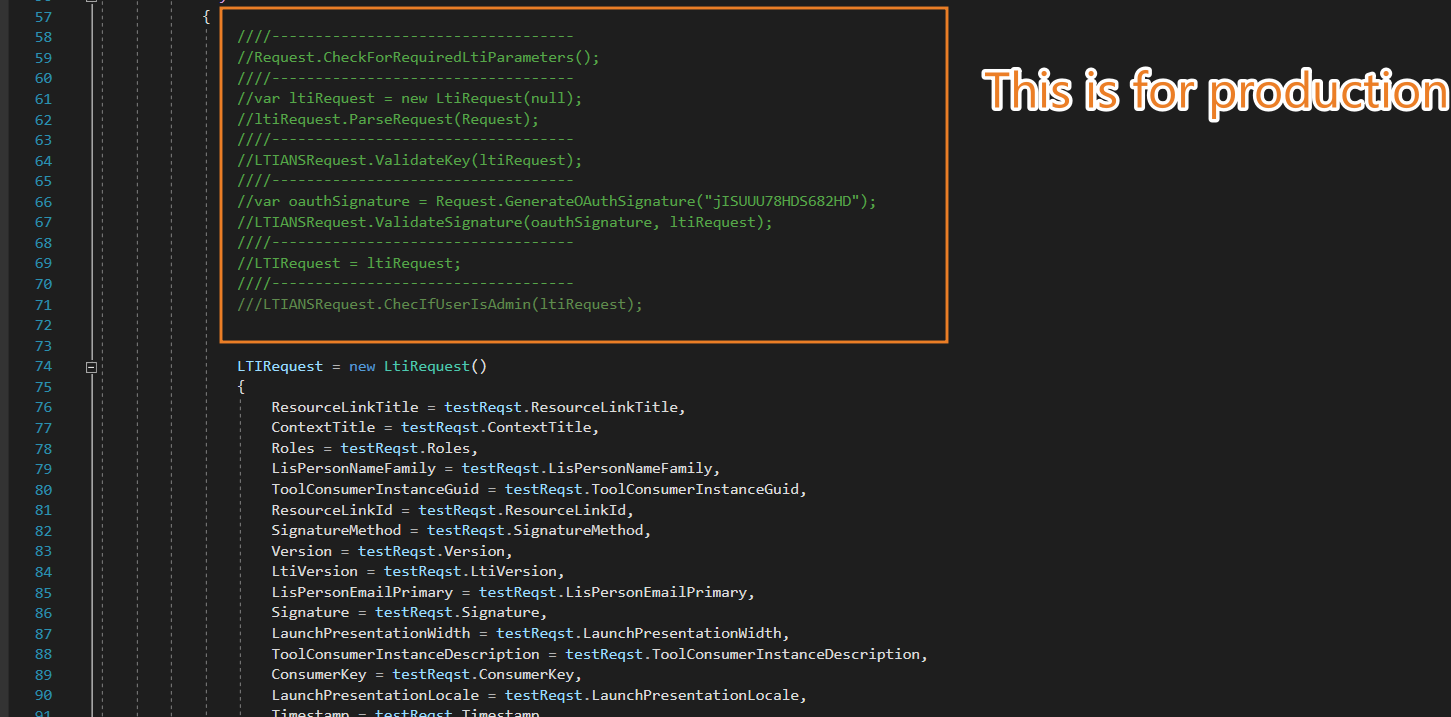 57 {
58 ////-----------------------------------
59 //Request.CheckForRequiredLtiParameters();
60 ////-----------------------------------
61 //var ltiRequest = new LtiRequest(null);
62 //ltiRequest.ParseRequest(Request);
63 ////-----------------------------------
64 //LTIANSRequest.ValidateKey(ltiRequest);
65 ////-----------------------------------
66 //var oauthSignature = Request.GenerateOAuthSignature("jISUUU78HDS682HD");
67 //LTIANSRequest.ValidateSignature(oauthSignature, ltiRequest);
68 ////-----------------------------------
69 //LTIRequest = ltiRequest;
70 ////-----------------------------------
71 ///LTIANSRequest.ChecIfUserIsAdmin(ltiRequest);
72
73
This is for production
74 LTIRequest = new LtiRequest()
75 {
76 ResourceLinkTitle = testReqst.ResourceLinkTitle,
77 ContextTitle = testReqst.ContextTitle,
78 Roles = testReqst.Roles,
79 LisPersonNameFamily = testReqst.LisPersonNameFamily,
80 ToolConsumerInstanceGuid = testReqst.ToolConsumerInstanceGuid,
81 ResourceLinkId = testReqst.ResourceLinkId,
82 SignatureMethod = testReqst.SignatureMethod,
83 Version = testReqst.Version,
84 LtiVersion = testReqst.LtiVersion,
85 LisPersonEmailPrimary = testReqst.LisPersonEmailPrimary,
86 Signature = testReqst.Signature,
87 LaunchPresentationWidth = testReqst.LaunchPresentationWidth,
88 ToolConsumerInstanceDescription = testReqst.ToolConsumerInstanceDescription,
89 ConsumerKey = testReqst.ConsumerKey,
90 LaunchPresentationLocale = testReqst.LaunchPresentationLocale,
91 Timestamp = testReqst.Timestamp